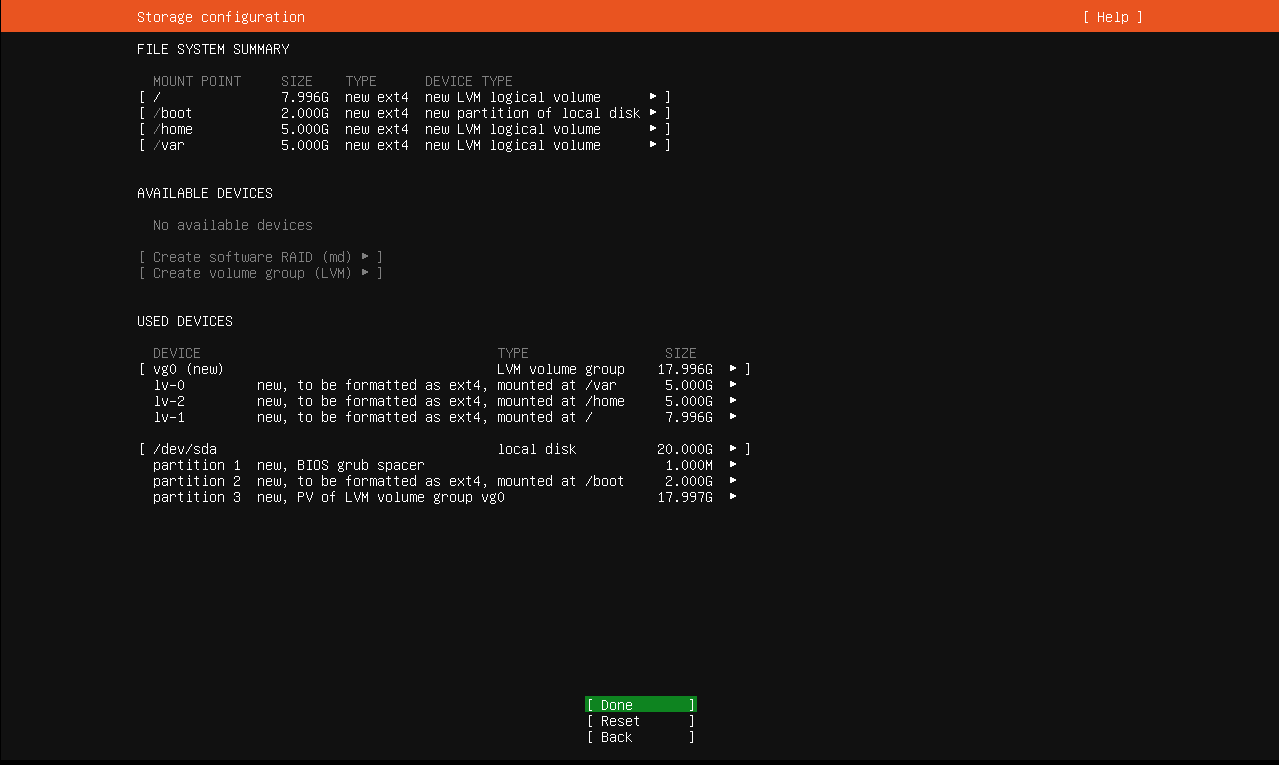 Storage configuration [ Help ]
FILE SYSTEM SUMMARY
MOUNT POINT SIZE TYPE DEVICE TYPE
[ / 7.996G new ext4 new LVM logical volume ▸ ]
[ /boot 2.000G new ext4 new partition of local disk ▸ ]
[ /home 5.000G new ext4 new LVM logical volume ▸ ]
[ /var 5.000G new ext4 new LVM logical volume ▸ ]
AVAILABLE DEVICES
No available devices
[ Create software RAID (md) ▸ ]
[ Create volume group (LVM) ▸ ]
USED DEVICES
DEVICE TYPE SIZE
[ vg0 (new) LVM volume group 17.996G ▸ ]
lv-0 new, to be formatted as ext4, mounted at /var 5.000G ▸
lv-2 new, to be formatted as ext4, mounted at /home 5.000G ▸
lv-1 new, to be formatted as ext4, mounted at / 7.996G ▸
[ /dev/sda local disk 20.000G ▸ ]
partition 1 new, BIOS grub spacer 1.000M ▸
partition 2 new, to be formatted as ext4, mounted at /boot 2.000G ▸
partition 3 new, PV of LVM volume group vg0 17.997G ▸
[ Done ]
[ Reset ]
[ Back ]